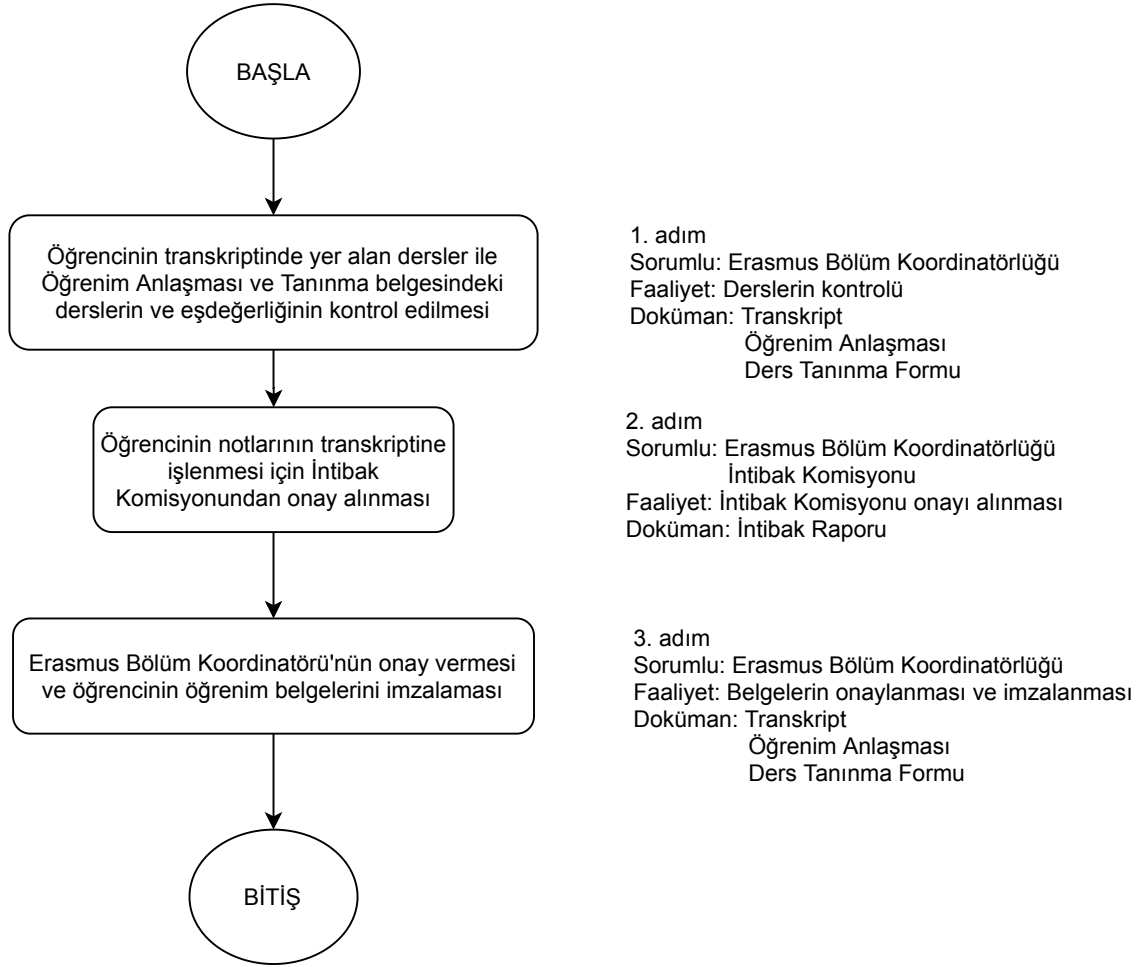 BAŞLA
Öğrencinin transkriptinde yer alan dersler ile
Öğrenim Anlaşması ve Tanınma belgesindeki
derslerin ve eşdeğerliğinin kontrol edilmesi
1. adım
Sorumlu: Erasmus Bölüm Koordinatörlüğü
Faaliyet: Derslerin kontrolü
Doküman: Transkript
Öğrenim Anlaşması
Ders Tanınma Formu
Öğrencinin notlarının transkriptine
işlenmesi için İntibak
Komisyonundan onay alınması
2. adım
Sorumlu: Erasmus Bölüm Koordinatörlüğü
İntibak Komisyonu
Faaliyet: İntibak Komisyonu onayı alınması
Doküman: İntibak Raporu
Erasmus Bölüm Koordinatörü'nün onay vermesi
ve öğrencinin öğrenim belgelerini imzalaması
3. adım
Sorumlu: Erasmus Bölüm Koordinatörlüğü
Faaliyet: Belgelerin onaylanması ve imzalanması
Doküman: Transkript
Öğrenim Anlaşması
Ders Tanınma Formu
BİTİŞ